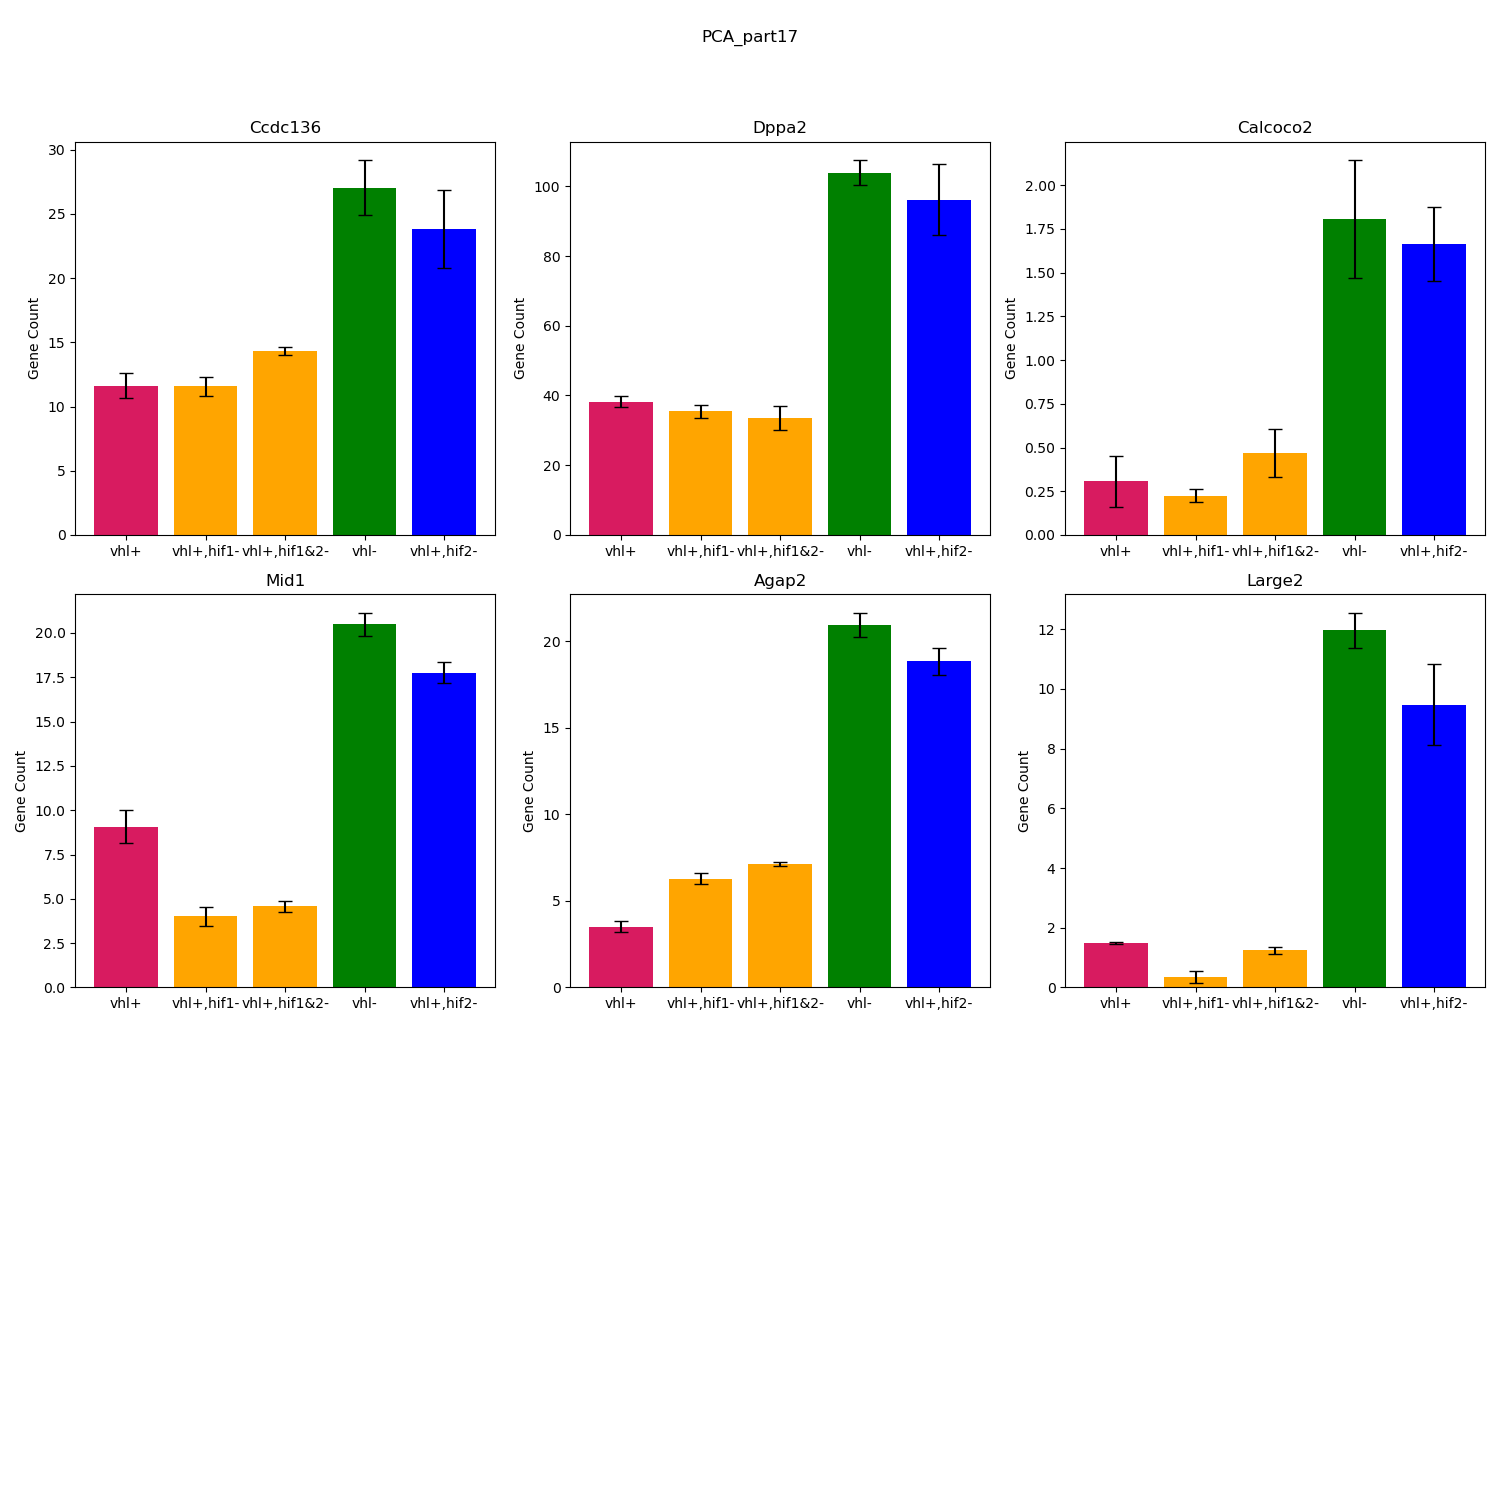 PCA_part17
Ccdc136
Dppa2
Calcoco2
Gene Count
30
25
20
15
10
5
0
vhl+ vhl+,hif1- vhl+,hif1&2- vhl- vhl+,hif2-
Gene Count
100
80
60
40
20
0
vhl+ vhl+,hif1- vhl+,hif1&2- vhl- vhl+,hif2-
Gene Count
2.00
1.75
1.50
1.25
1.00
0.75
0.50
0.25
0.00
vhl+ vhl+,hif1- vhl+,hif1&2- vhl- vhl+,hif2-
Mid1
Agap2
Large2
Gene Count
20.0
17.5
15.0
12.5
10.0
7.5
5.0
2.5
0.0
vhl+ vhl+,hif1- vhl+,hif1&2- vhl- vhl+,hif2-
Gene Count
20
15
10
5
0
vhl+ vhl+,hif1- vhl+,hif1&2- vhl- vhl+,hif2-
Gene Count
12
10
8
6
4
2
0
vhl+ vhl+,hif1- vhl+,hif1&2- vhl- vhl+,hif2-